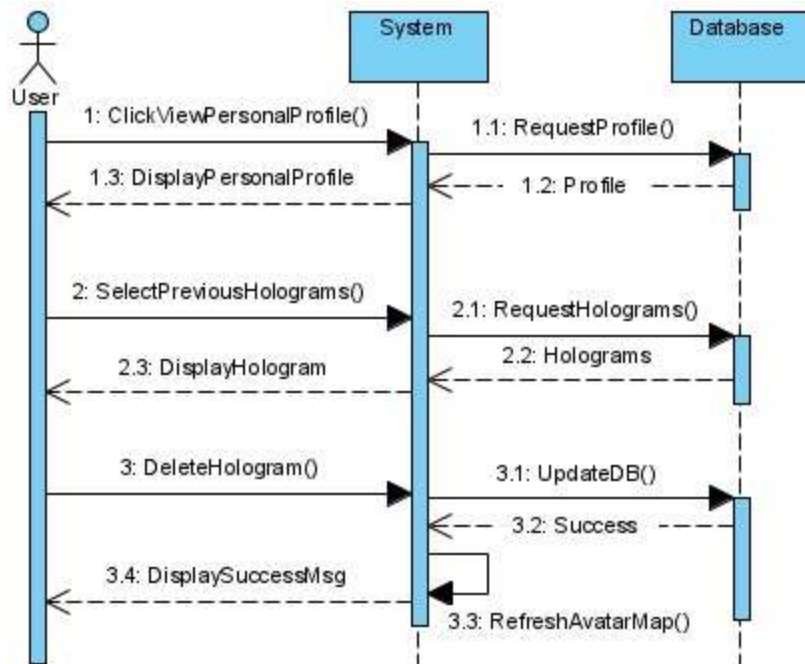 System
Database
User
1: ClickViewPersonalProfile()
1.1: RequestProfile()
1.2: Profile
1.3: DisplayPersonalProfile
2: SelectPreviousHolograms()
2.1: RequestHolograms()
2.2: Holograms
2.3: DisplayHologram
3: DeleteHologram()
3.1: UpdateDB()
3.2: Success
3.4: DisplaySuccessMsg
3.3: RefreshAvatarMap()